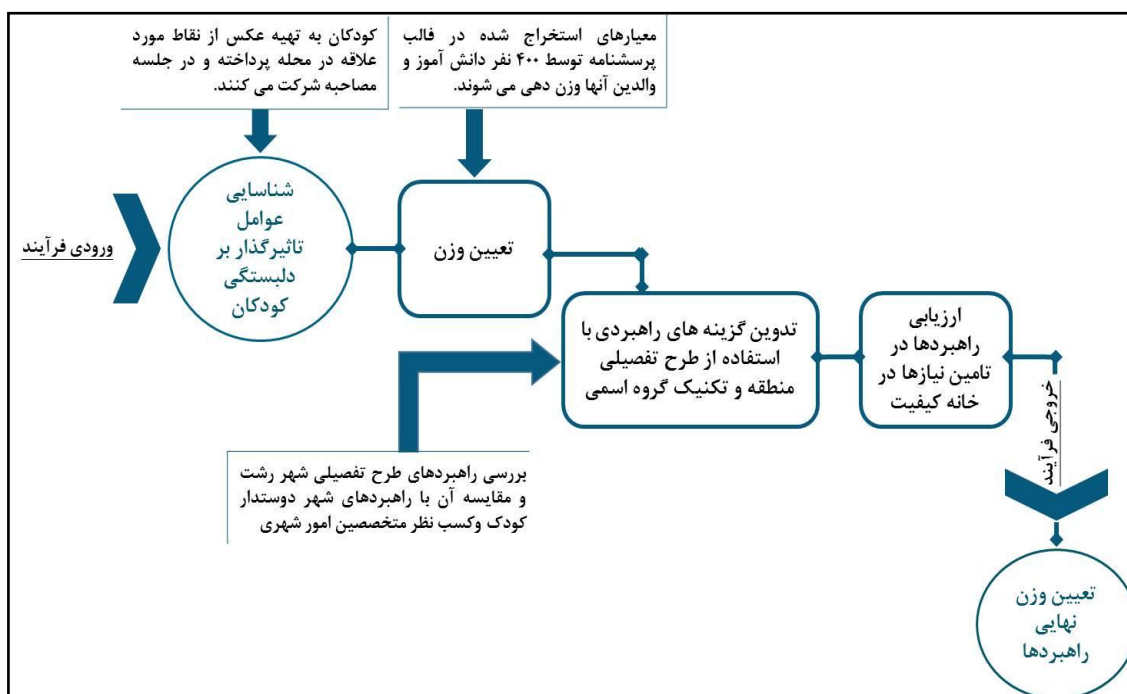 کودکان به تهیه عکس از نقاط مورد
علاقه در محله پرداخته و در جلسه
مصاحبه شرکت می کنند.
معیارهای استخراج شده در قالب
پرسشنامه توسط ۴۰۰ نفر دانش آموز و
والدین آنها وزن دهی می شوند.
ورودی فرآیند
شناسایی
عوامل
تاثیرگذار بر
دلبستگی
کودکان
تعیین وزن
تدوین گزینه های راهبردی با
استفاده از طرح تفصیلی
منطقه و تکنیک گروه اسمی
ارزیابی
راهبردها در
تامین نیازها در
خانه کیفیت
بررسی راهبردهای طرح تفصیلی شهر رشت
و مقایسه آن با راهبردهای شهر دوستدار
کودک وکسب نظر متخصصین امور شهری
خروجی فرآیند
تعیین وزن
نهایی
راهبردها